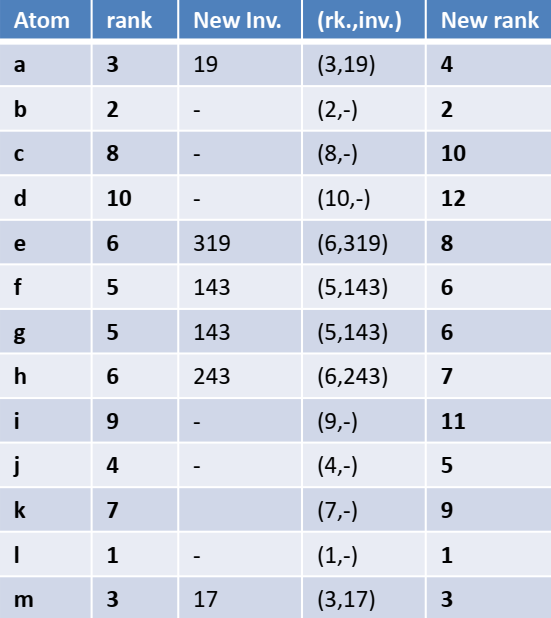 Atom rank New Inv. (rk.,inv.) New rank
a 3 19 (3,19) 4
b 2 - (2,-) 2
c 8 - (8,-) 10
d 10 - (10,-) 12
e 6 319 (6,319) 8
f 5 143 (5,143) 6
g 5 143 (5,143) 6
h 6 243 (6,243) 7
i 9 - (9,-) 11
j 4 - (4,-) 5
k 7 (7,-) 9
l 1 - (1,-) 1
m 3 17 (3,17) 3